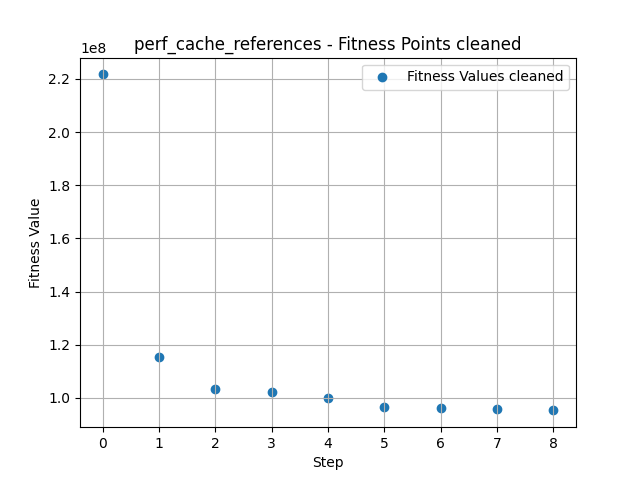 perf_cache_references - Fitness Points cleaned
1e8
Fitness Values cleaned
2.2
2.0
1.8
1.6
1.4
1.2
1.0
Fitness Value
0 1 2 3 4 5 6 7 8
Step